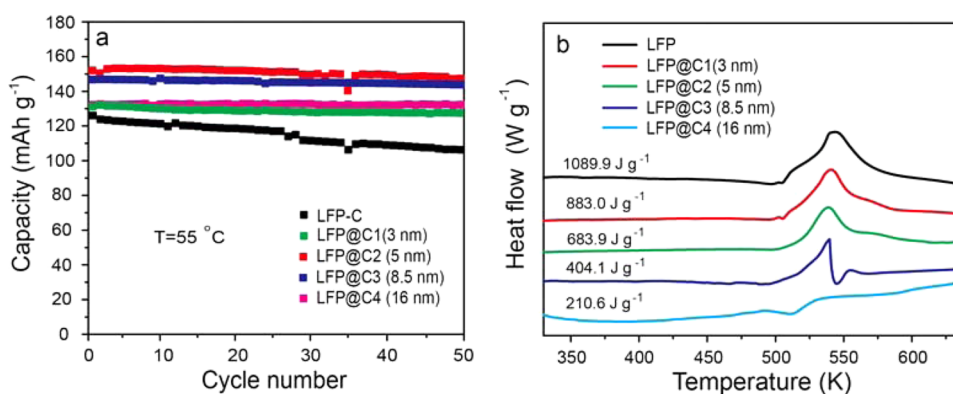 a
180
160
140
120
100
80
60
40
20
0
Capacity (mAh g⁻¹)
T=55 °C
LFP-C
LFP@C1(3 nm)
LFP@C2 (5 nm)
LFP@C3 (8.5 nm)
LFP@C4 (16 nm)
0 10 20 30 40 50
Cycle number
b
LFP
LFP@C1(3 nm)
LFP@C2 (5 nm)
LFP@C3 (8.5 nm)
LFP@C4 (16 nm)
Heat flow (W g⁻¹)
1089.9 J g⁻¹
883.0 J g⁻¹
683.9 J g⁻¹
404.1 J g⁻¹
210.6 J g⁻¹
350 400 450 500 550 600
Temperature (K)